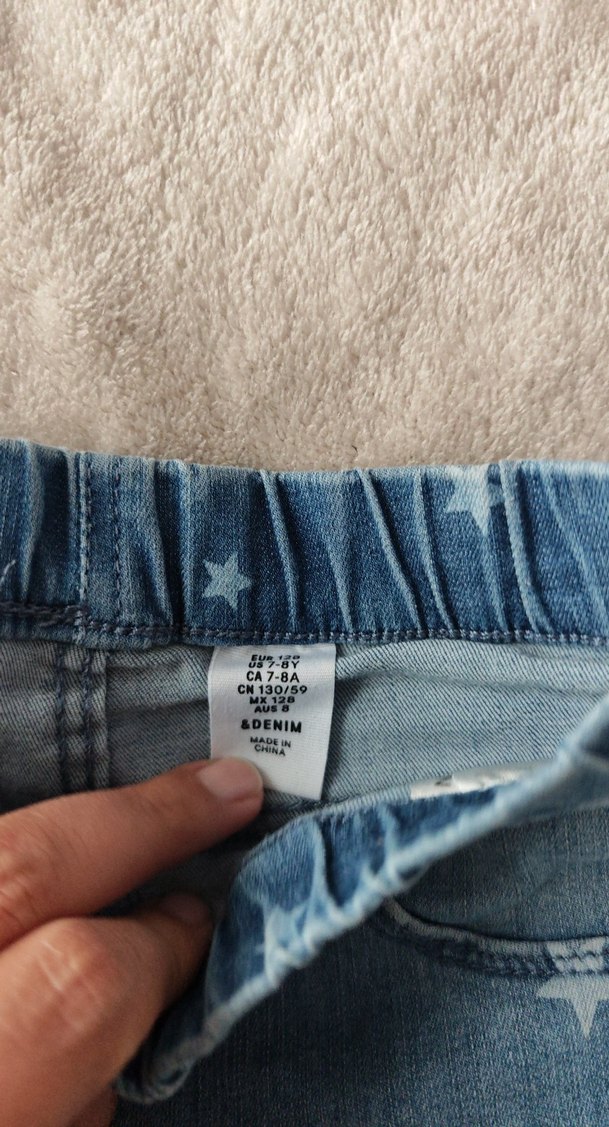 EUR 128
US 7-8Y
CA 7-8A
CN 130/59
MX 128
AUS 8
&DENIM
MADE IN
CHINA